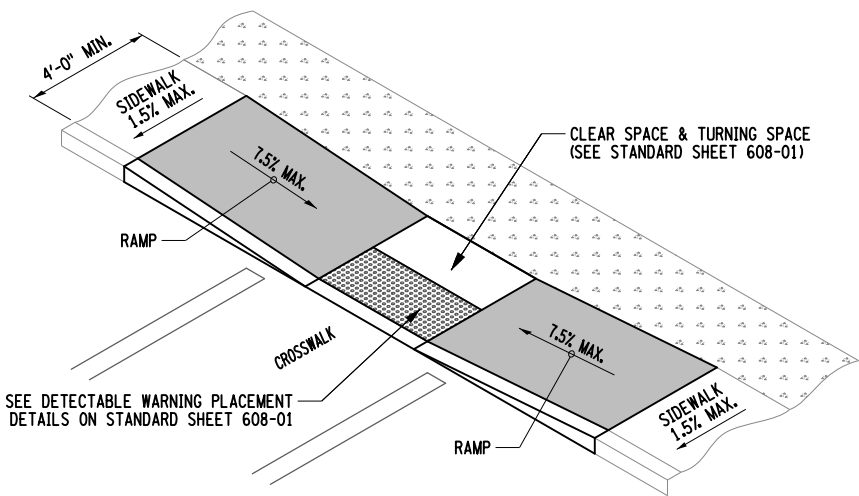 4'-0" MIN.
SIDEWALK
1.5% MAX.
7.5% MAX.
RAMP
CLEAR SPACE & TURNING SPACE
(SEE STANDARD SHEET 608-01)
CROSSWALK
7.5% MAX.
SEE DETECTABLE WARNING PLACEMENT
DETAILS ON STANDARD SHEET 608-01
RAMP
SIDEWALK
1.5% MAX.